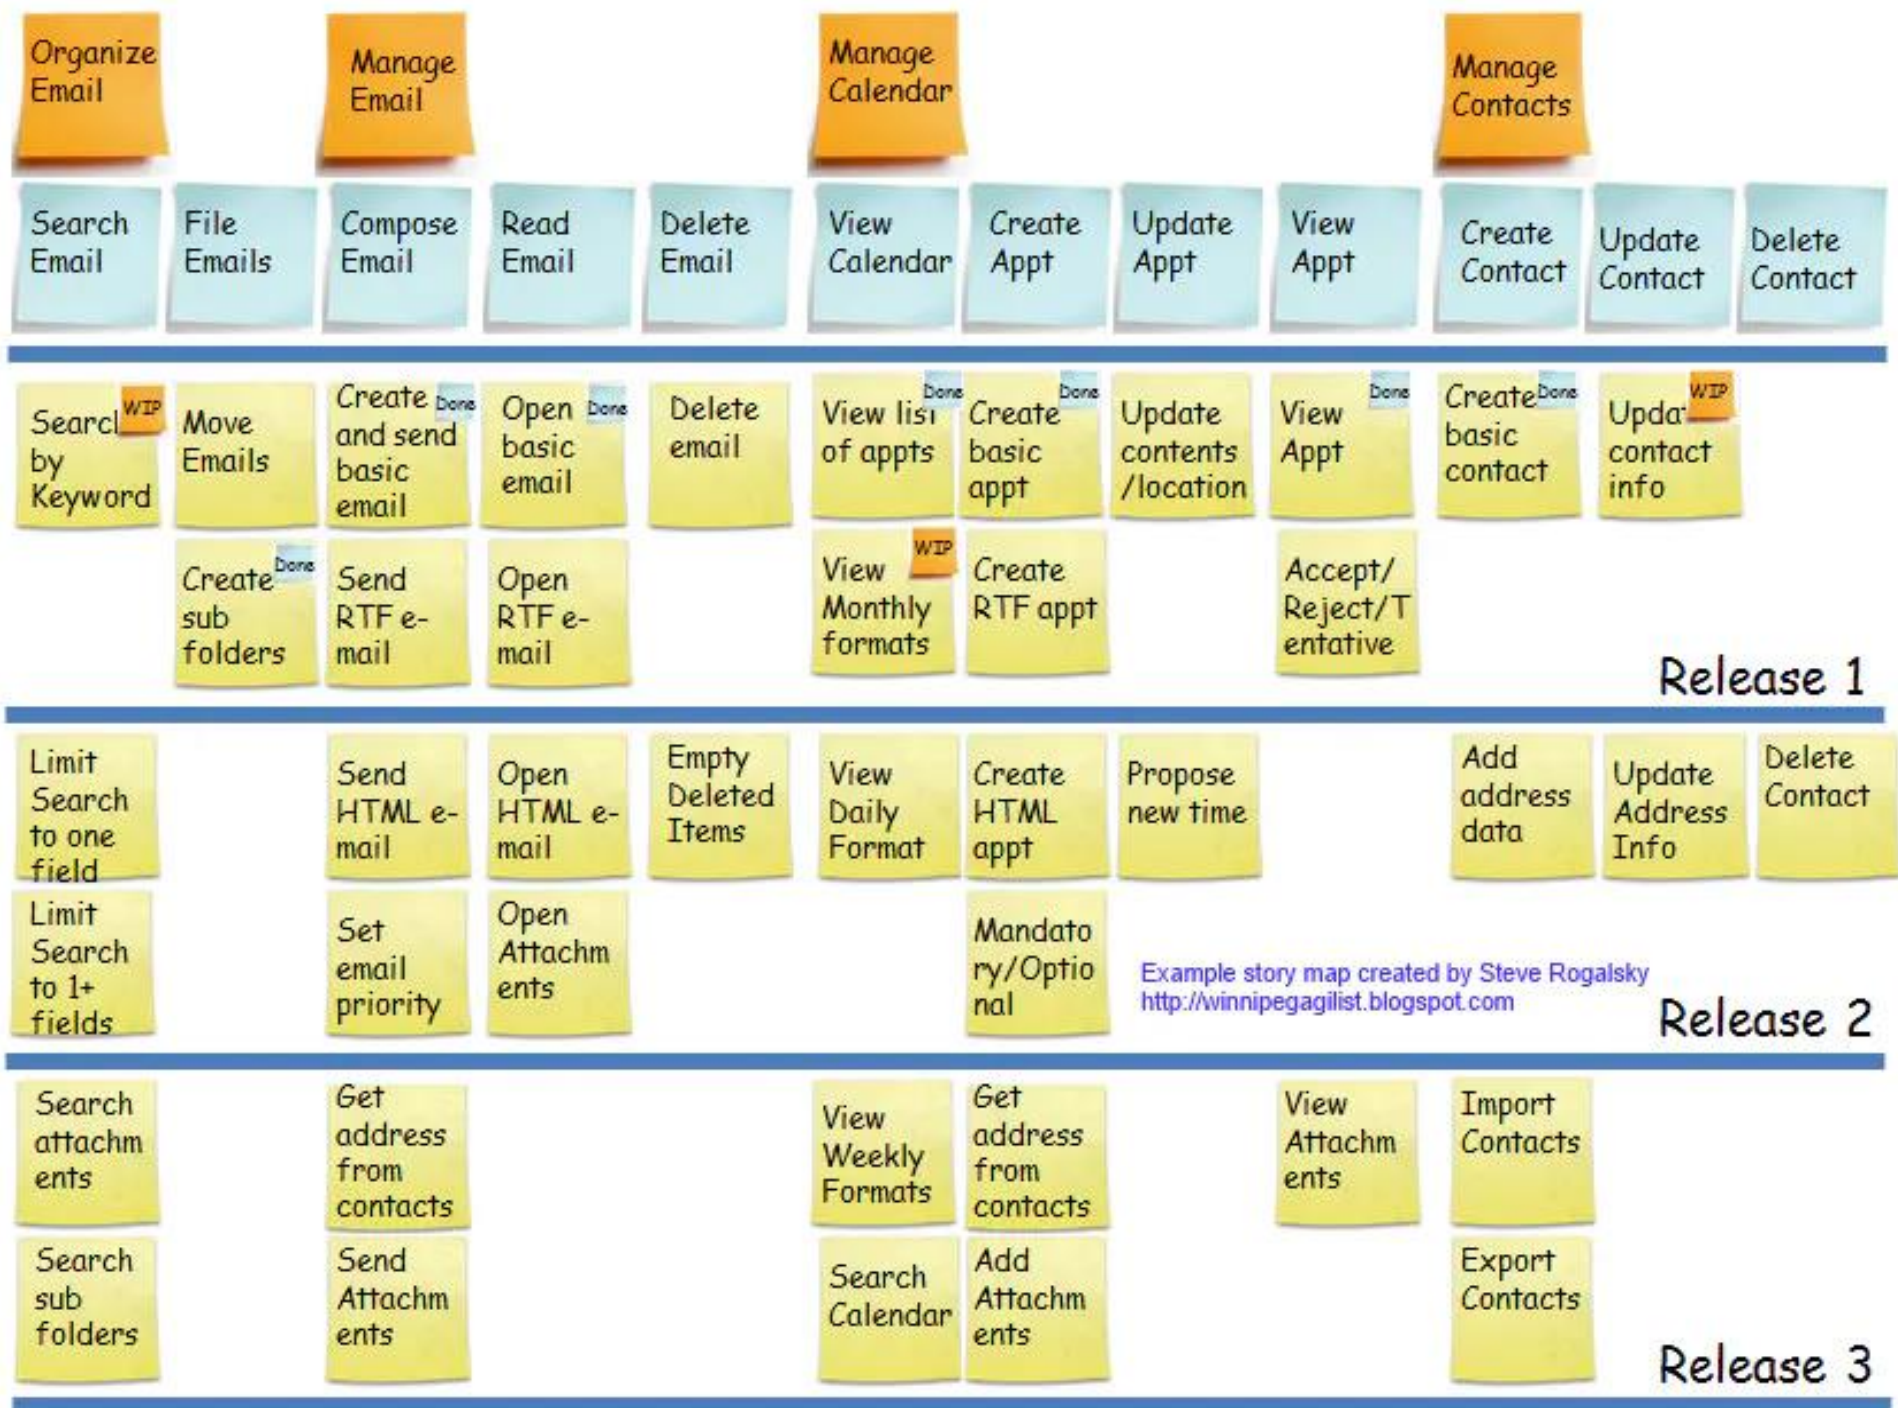 Organize
Email
Manage
Email
Manage
Calendar
Manage
Contacts
Search
Email
File
Emails
Compose
Email
Read
Email
Delete
Email
View
Calendar
Create
Appt
Update
Appt
View
Appt
Create
Contact
Update
Contact
Delete
Contact
WIP
Searc
by
Keyword
Move
Emails
Done
Create
and send
basic
email
Done
Open
basic
email
Delete
email
Done
View list
of appts
Done
Create
basic
appt
Update
contents
/location
Done
View
Appt
Done
Create
basic
contact
WIP
Updat
contact
info
Done
Create
sub
folders
Send
RTF e-
mail
Open
RTF e-
mail
WIP
View
Monthly
formats
Create
RTF appt
Accept/
Reject/T
entative
Release 1
Limit
Search
to one
field
Send
HTML e-
mail
Open
HTML e-
mail
Empty
Deleted
Items
View
Daily
Format
Create
HTML
appt
Propose
new time
Add
address
data
Update
Address
Info
Delete
Contact
Limit
Search
to 1+
fields
Set
email
priority
Open
Attachm
ents
Mandato
ry/Optio
nal
Example story map created by Steve Rogalsky
http://winnipegagilist.blogspot.com
Release 2
Search
attachm
ents
Get
address
from
contacts
View
Weekly
Formats
Get
address
from
contacts
View
Attachm
ents
Import
Contacts
Search
sub
folders
Send
Attachm
ents
Search
Calendar
Add
Attachm
ents
Export
Contacts
Release 3